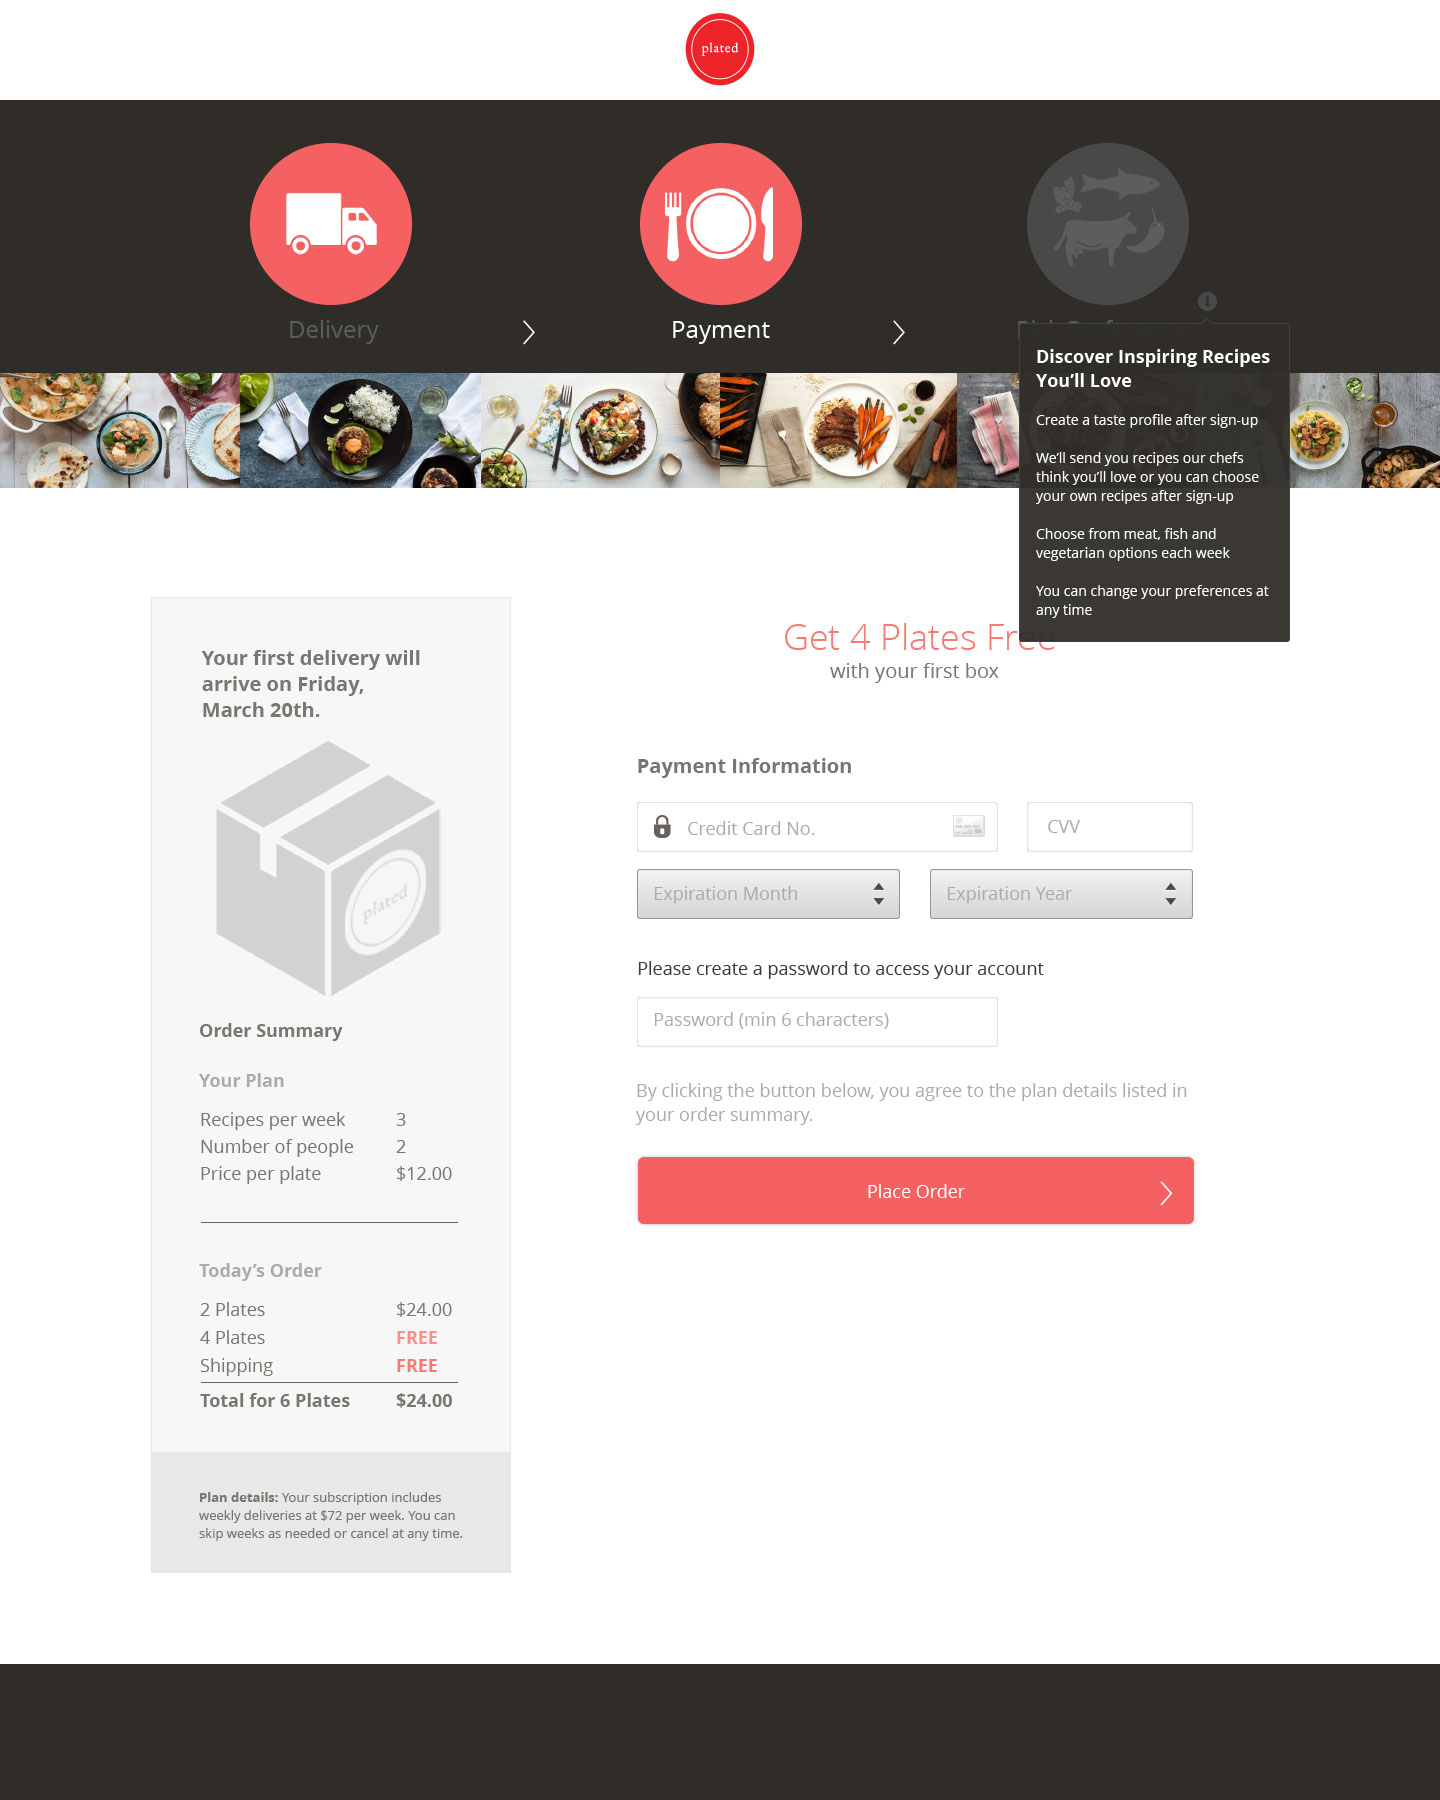 plated
Delivery
Payment
Discover Inspiring Recipes
You'll Love
Create a taste profile after sign-up
We'll send you recipes our chefs
think you'll love or you can choose
your own recipes after sign-up
Choose from meat, fish and
vegetarian options each week
You can change your preferences at
any time
Your first delivery will
arrive on Friday,
March 20th.
plated
Order Summary
Your Plan
Recipes per week 3
Number of people 2
Price per plate $12.00
Today's Order
2 Plates $24.00
4 Plates FREE
Shipping FREE
Total for 6 Plates $24.00
Plan details: Your subscription includes
weekly deliveries at $72 per week. You can
skip weeks as needed or cancel at any time.
Get 4 Plates Free
with your first box
Payment Information
Credit Card No.
CVV
Expiration Month
Expiration Year
Please create a password to access your account
Password (min 6 characters)
By clicking the button below, you agree to the plan details listed in
your order summary.
Place Order